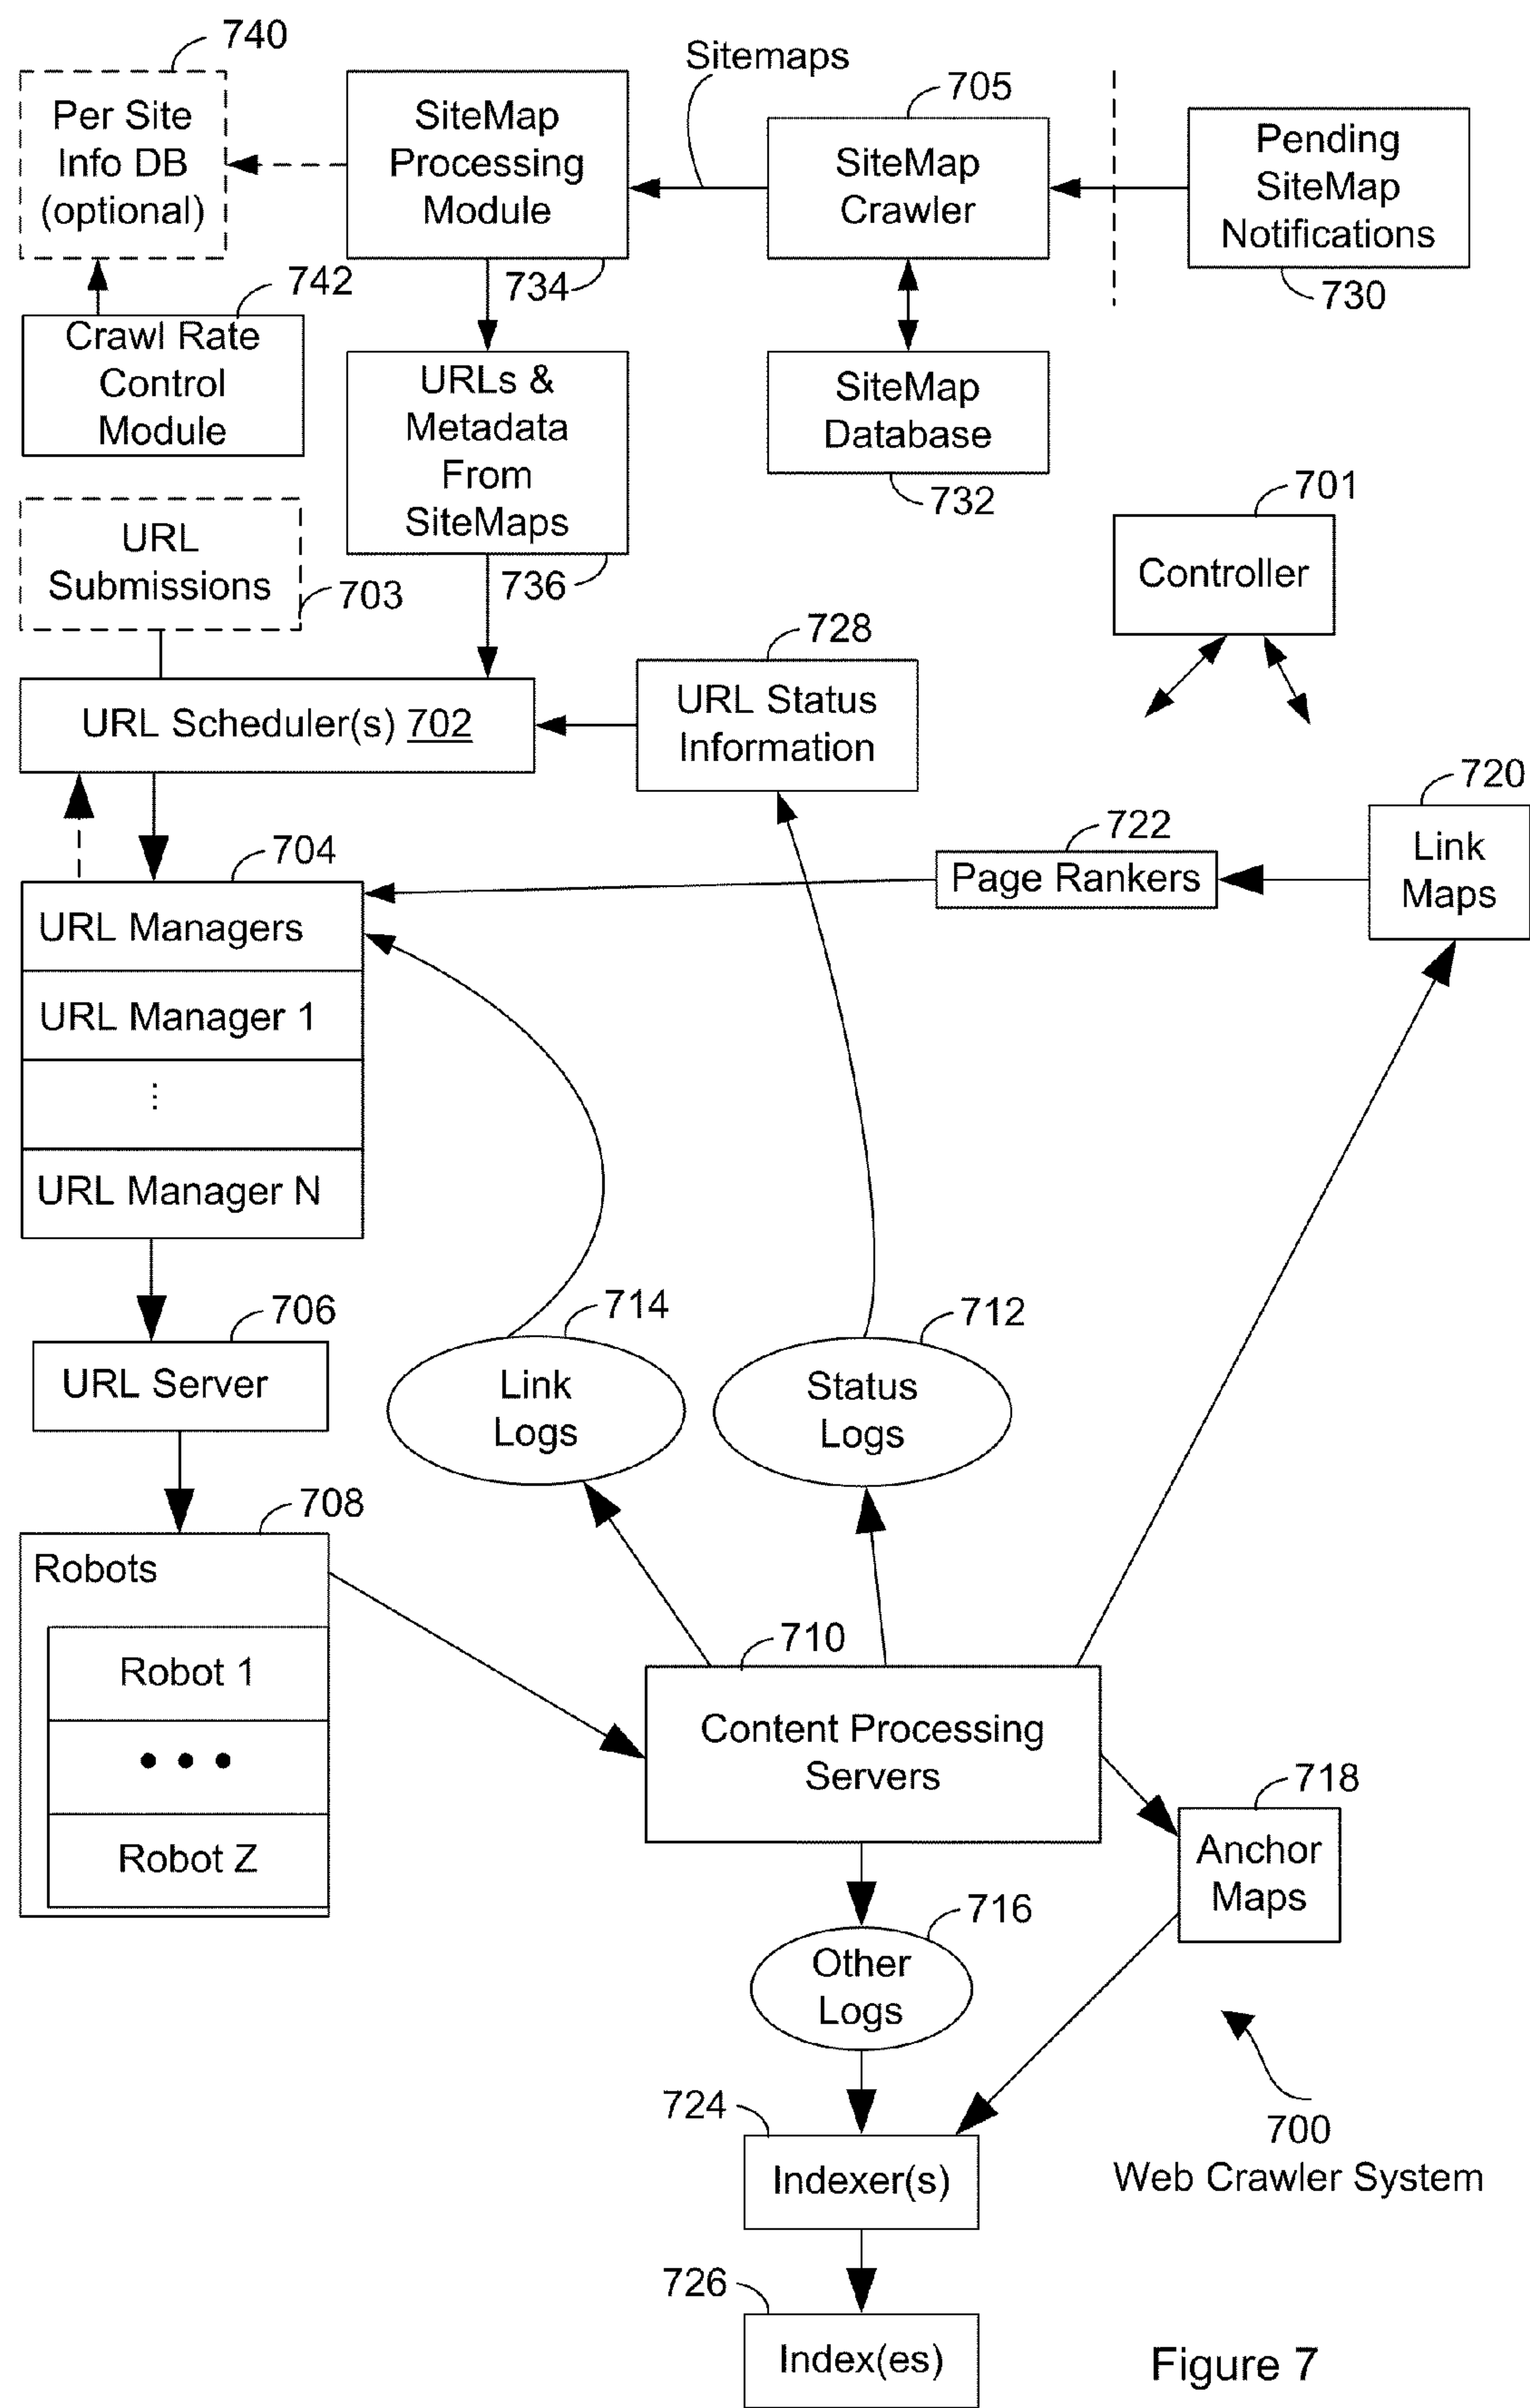 740
Per Site
Info DB
(optional)
SiteMap
Processing
Module
734
Sitemaps
705
SiteMap
Crawler
Pending
SiteMap
Notifications
730
742
Crawl Rate
Control
Module
URLs &
Metadata
From
SiteMaps
736
SiteMap
Database
732
701
Controller
URL
Submissions
703
728
URL Status
Information
URL Scheduler(s) 702
720
Link
Maps
722
Page Rankers
704
URL Managers
URL Manager 1
⋮
URL Manager N
706
URL Server
714
Link
Logs
712
Status
Logs
708
Robots
Robot 1
• • •
Robot Z
710
Content Processing
Servers
718
Anchor
Maps
716
Other
Logs
724
Indexer(s)
700
Web Crawler System
726
Index(es)
Figure 7